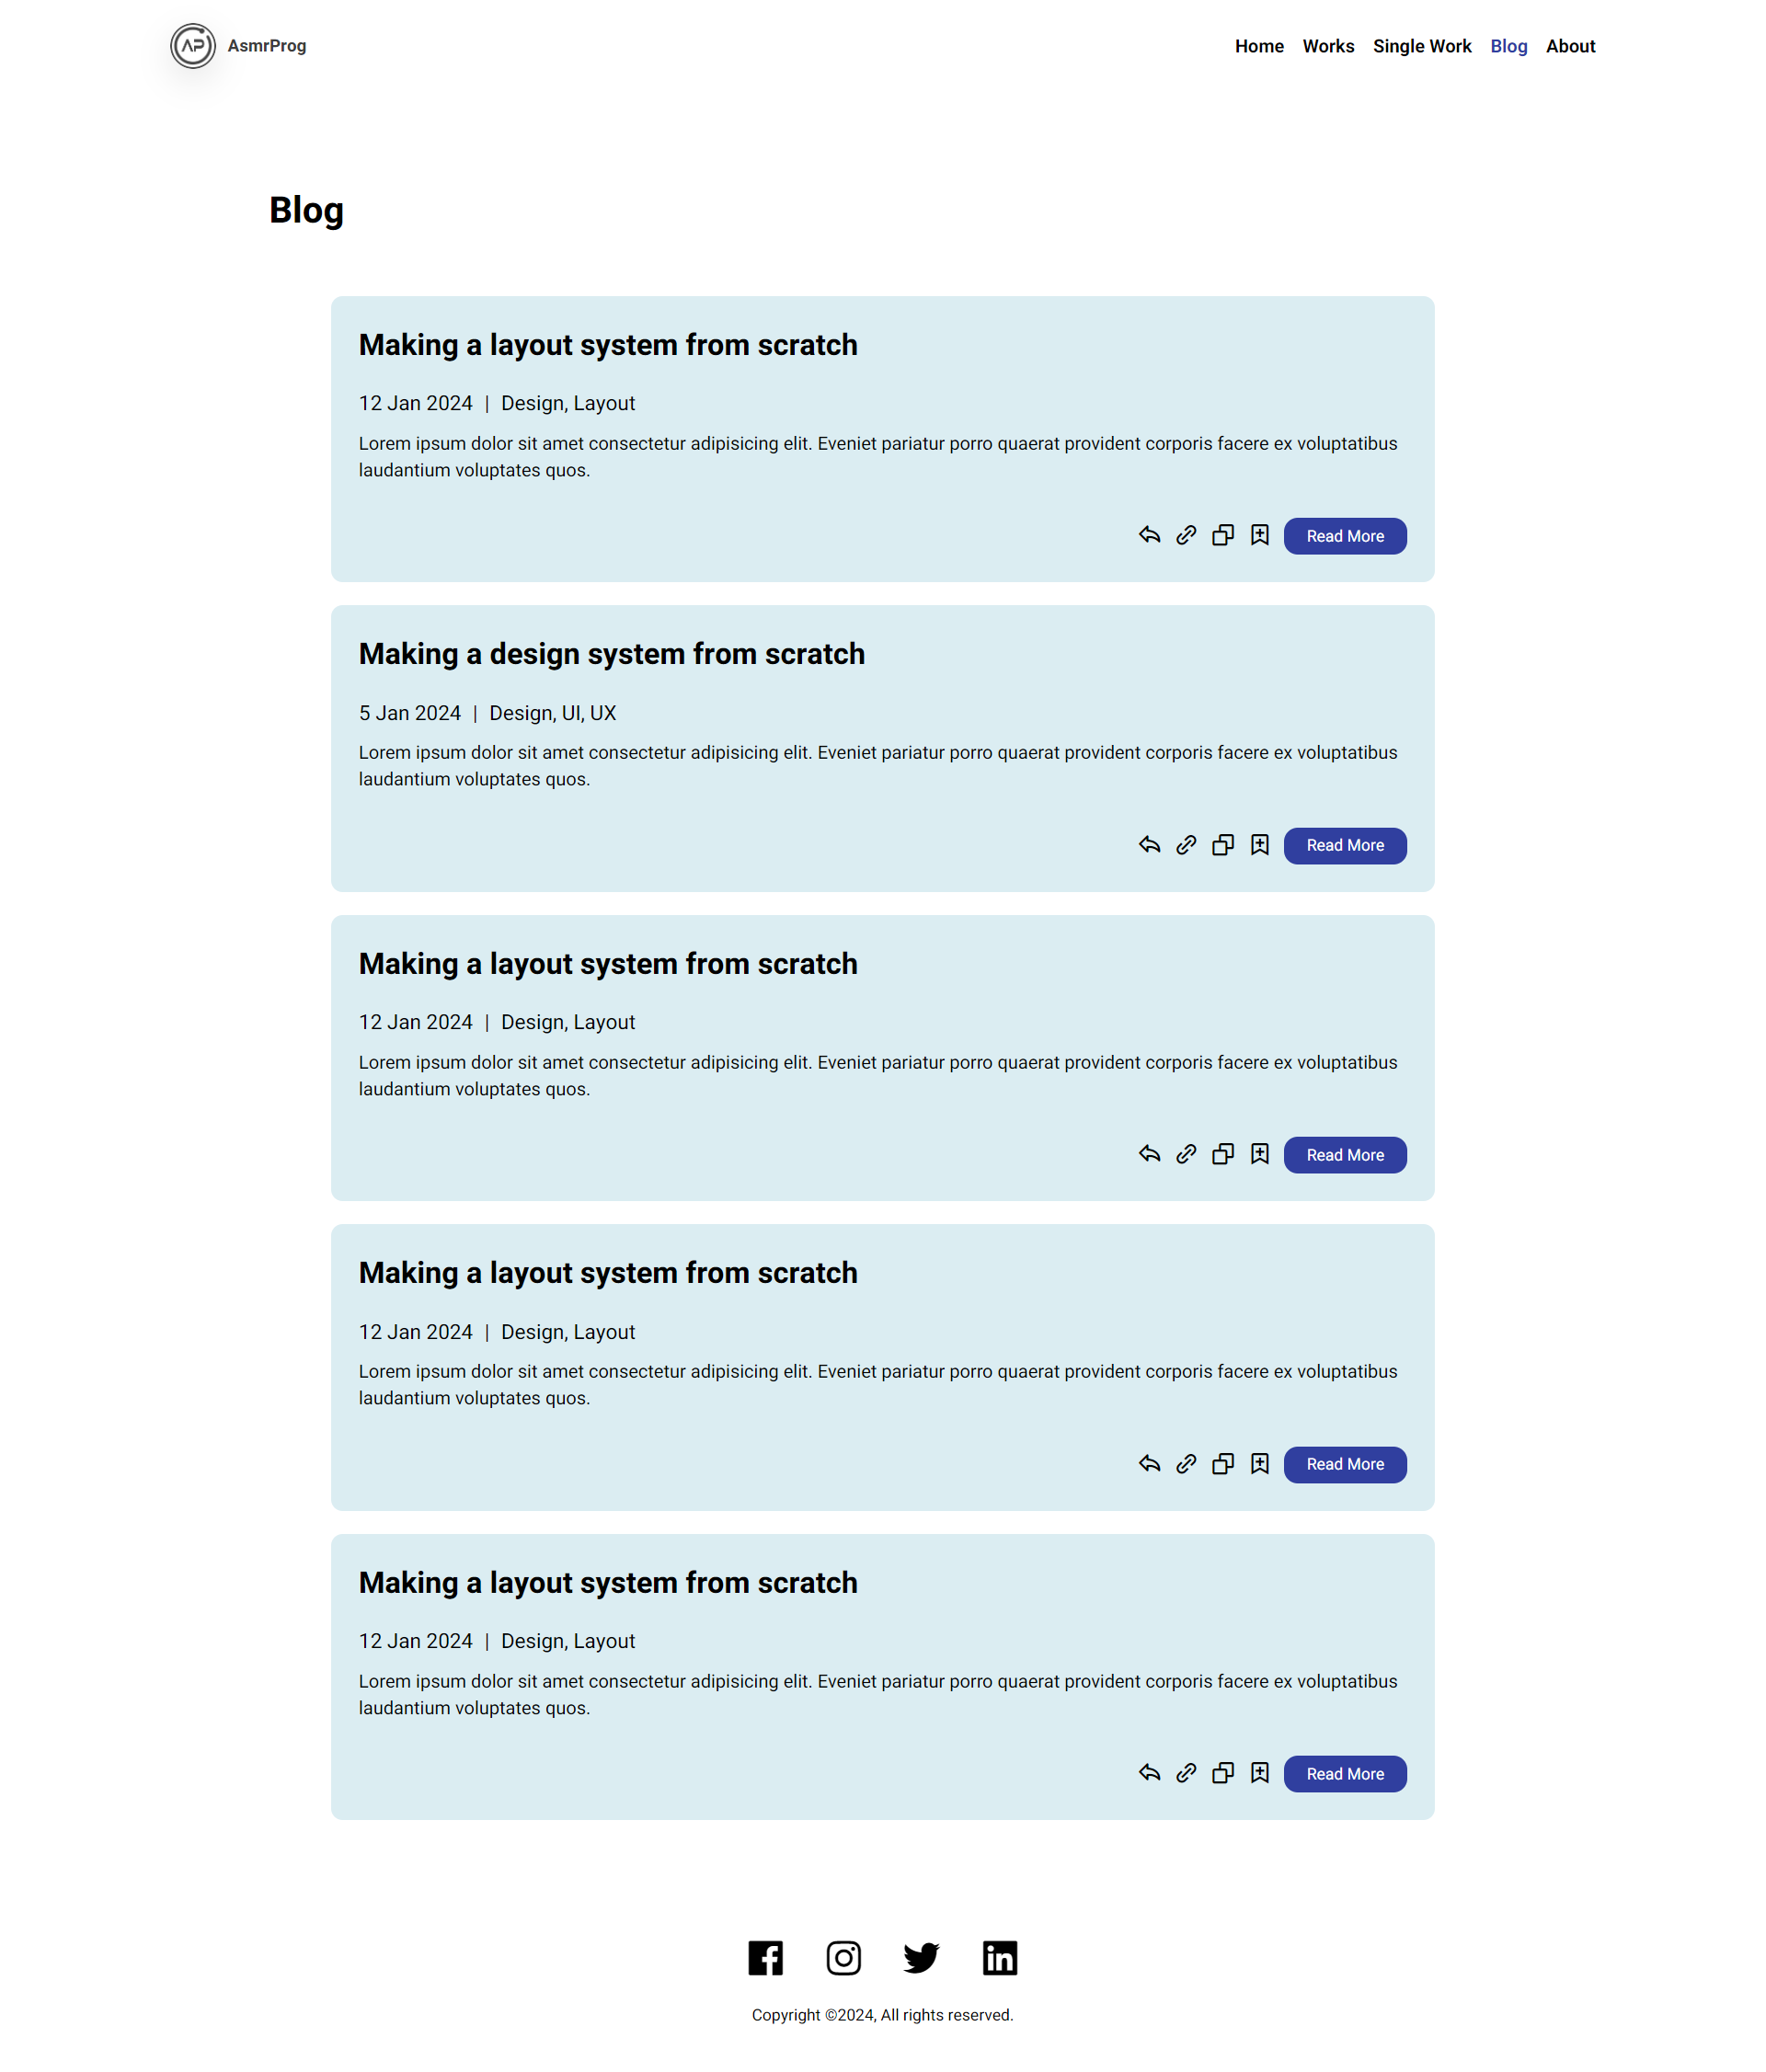 AP AsmrProg
Home Works Single Work Blog About
Blog
Making a layout system from scratch
12 Jan 2024 | Design, Layout
Lorem ipsum dolor sit amet consectetur adipisicing elit. Eveniet pariatur porro quaerat provident corporis facere ex voluptatibus
laudantium voluptates quos.
Read More
Making a design system from scratch
5 Jan 2024 | Design, UI, UX
Lorem ipsum dolor sit amet consectetur adipisicing elit. Eveniet pariatur porro quaerat provident corporis facere ex voluptatibus
laudantium voluptates quos.
Read More
Making a layout system from scratch
12 Jan 2024 | Design, Layout
Lorem ipsum dolor sit amet consectetur adipisicing elit. Eveniet pariatur porro quaerat provident corporis facere ex voluptatibus
laudantium voluptates quos.
Read More
Making a layout system from scratch
12 Jan 2024 | Design, Layout
Lorem ipsum dolor sit amet consectetur adipisicing elit. Eveniet pariatur porro quaerat provident corporis facere ex voluptatibus
laudantium voluptates quos.
Read More
Making a layout system from scratch
12 Jan 2024 | Design, Layout
Lorem ipsum dolor sit amet consectetur adipisicing elit. Eveniet pariatur porro quaerat provident corporis facere ex voluptatibus
laudantium voluptates quos.
Read More
Copyright ©2024, All rights reserved.